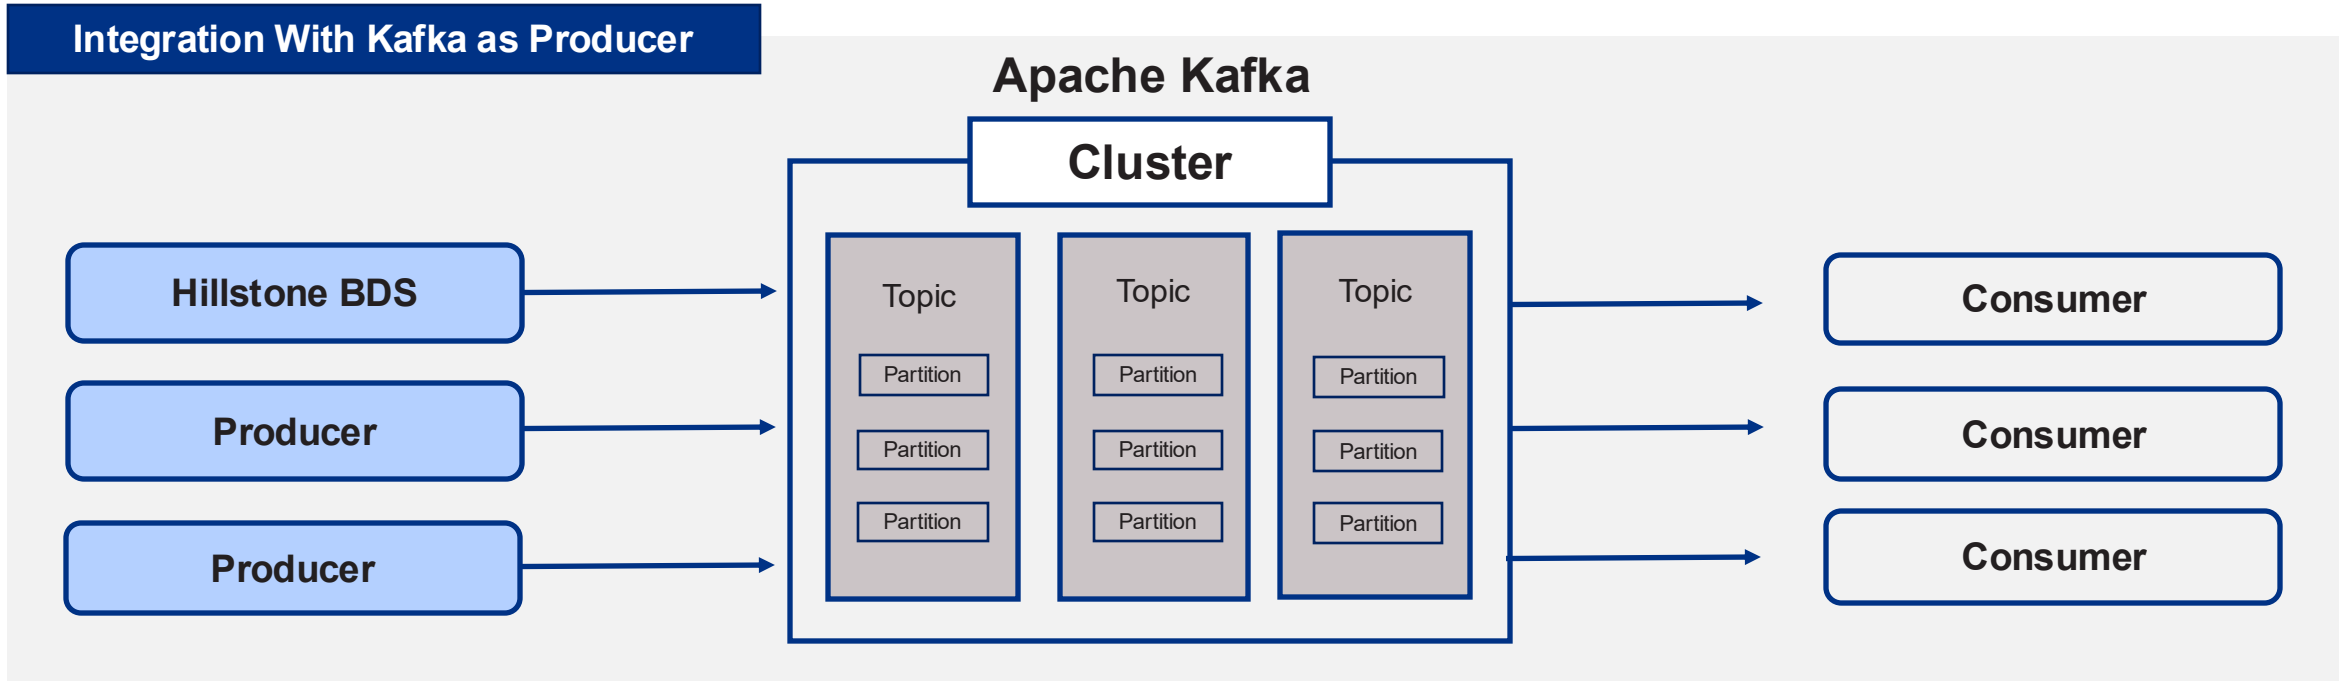 Integration With Kafka as Producer
Apache Kafka
Cluster
Hillstone BDS
Producer
Producer
Topic
Partition
Partition
Partition
Topic
Partition
Partition
Partition
Topic
Partition
Partition
Partition
Consumer
Consumer
Consumer